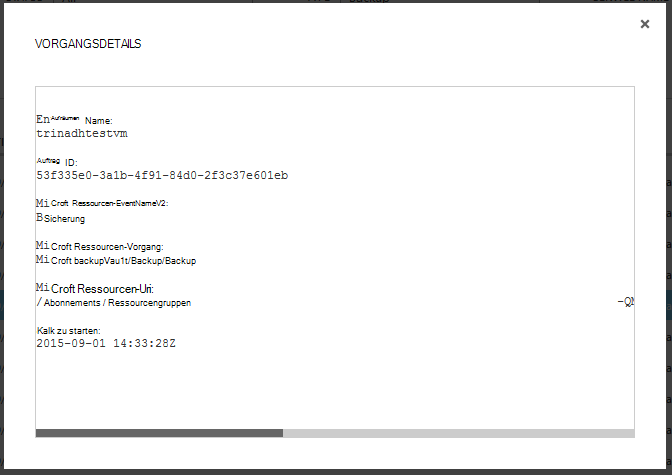 VORGANGSDETAILS
En Aufräumen Name:
trinadhtestvm
Auftrag ID:
53f335e0-3a1b-4f91-84d0-2f3c37e601eb
Mi Croft Ressourcen-EventNameV2:
B Sicherung
Mi Croft Ressourcen-Vorgang:
Mi Croft backupVau1t/Backup/Backup
Mi Croft Ressourcen-Uri:
/ Abonnements / Ressourcengruppen
Kalk zu starten:
2015-09-01 14:33:28Z